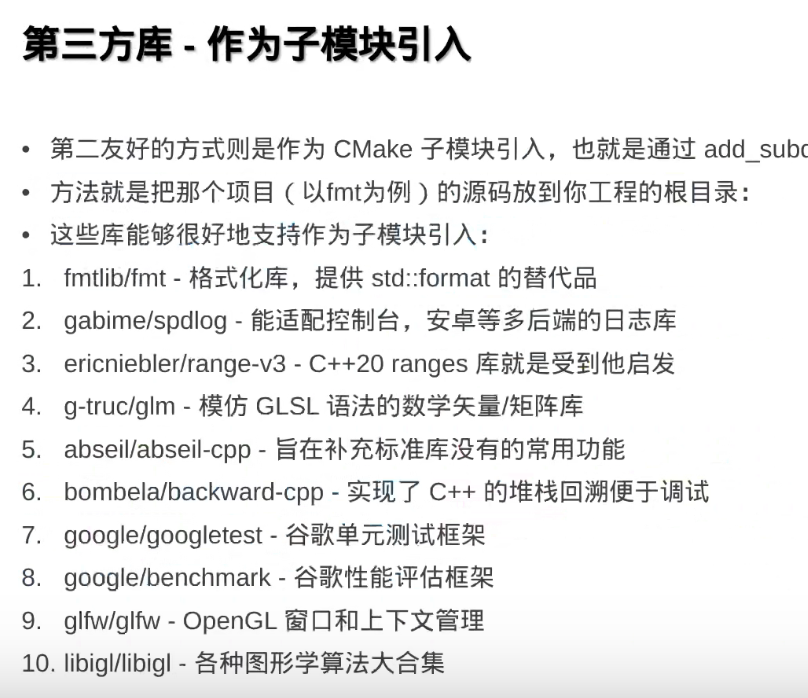 第三方库 - 作为子模块引入
• 第二友好的方式则是作为 CMake 子模块引入，也就是通过 add_subd
• 方法就是把那个项目（以fmt为例）的源码放到你工程的根目录：
• 这些库能够很好地支持作为子模块引入：
1. fmtlib/fmt - 格式化库，提供 std::format 的替代品
2. gabime/spdlog - 能适配控制台，安卓等多后端的日志库
3. ericniebler/range-v3 - C++20 ranges 库就是受到他启发
4. g-truc/glm - 模仿 GLSL 语法的数学矢量/矩阵库
5. abseil/abseil-cpp - 旨在补充标准库没有的常用功能
6. bombela/backward-cpp - 实现了 C++ 的堆栈回溯便于调试
7. google/googletest - 谷歌单元测试框架
8. google/benchmark - 谷歌性能评估框架
9. glfw/glfw - OpenGL 窗口和上下文管理
10. libigl/libigl - 各种图形学算法大合集